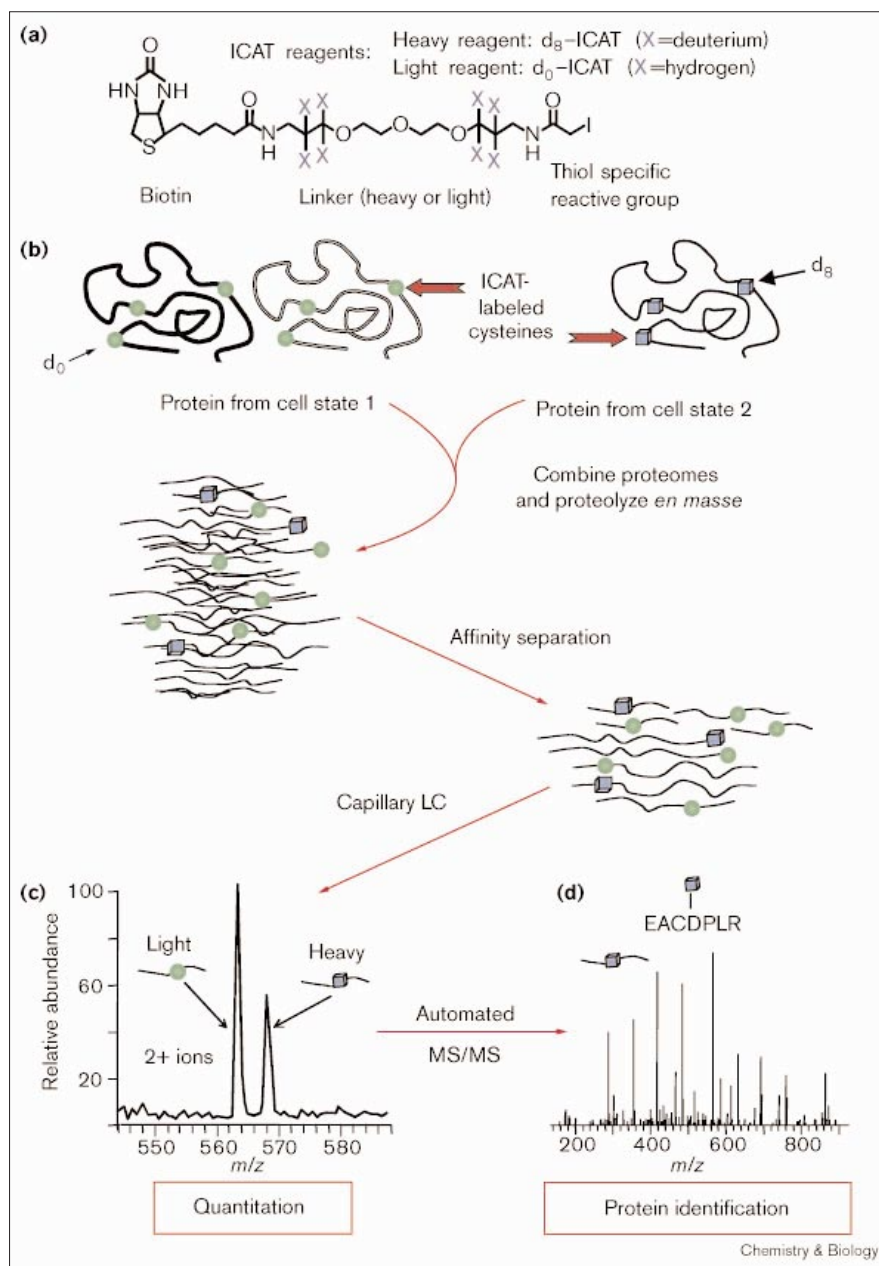 (a)
ICAT reagents:
Heavy reagent: d8–ICAT (X=deuterium)
Light reagent: d0–ICAT (X=hydrogen)
O
HN NH
S
O
N
H
X X
X X
O
O
O
X X
X X
N
H
O
I
Biotin
Linker (heavy or light)
Thiol specific
reactive group
(b)
d0
ICAT-
labeled
cysteines
d8
Protein from cell state 1
Protein from cell state 2
Combine proteomes
and proteolyze en masse
Affinity separation
Capillary LC
(c)
Relative abundance
100
60
20
Light
Heavy
2+ ions
550 560 570 580
m/z
Quantitation
Automated
MS/MS
(d)
EACDPLR
200 400 600 800
m/z
Protein identification
Chemistry & Biology